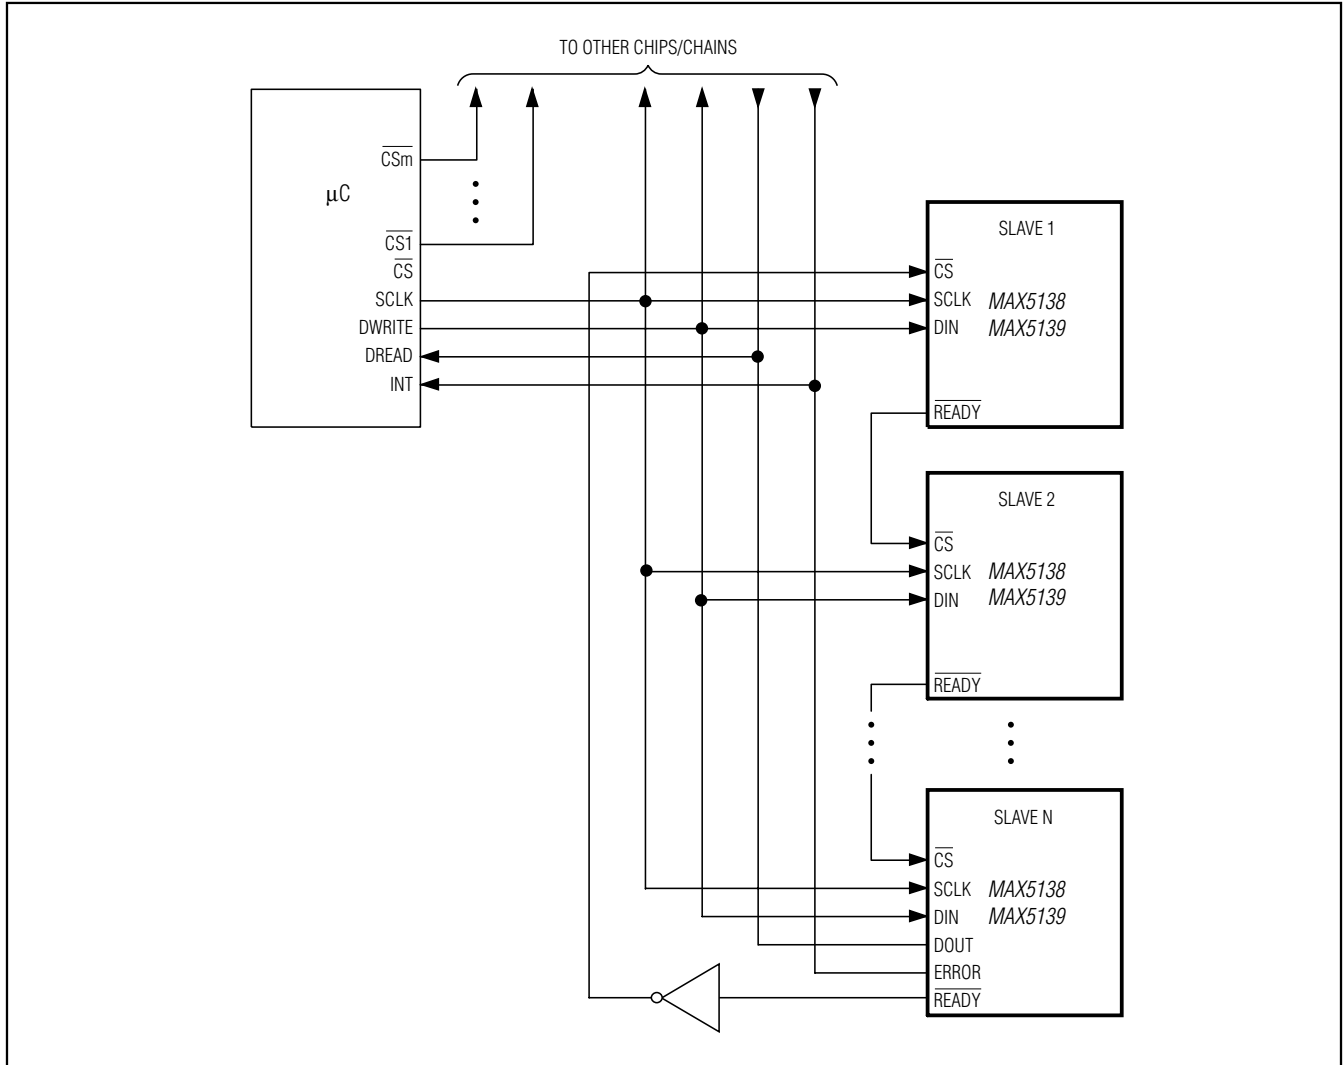 TO OTHER CHIPS/CHAINS
CSm
μC
CS1
CS
SCLK
DWRITE
DREAD
INT
SLAVE 1
CS
SCLK MAX5138
DIN MAX5139
READY
SLAVE 2
CS
SCLK MAX5138
DIN MAX5139
READY
SLAVE N
CS
SCLK MAX5138
DIN MAX5139
DOUT
ERROR
READY